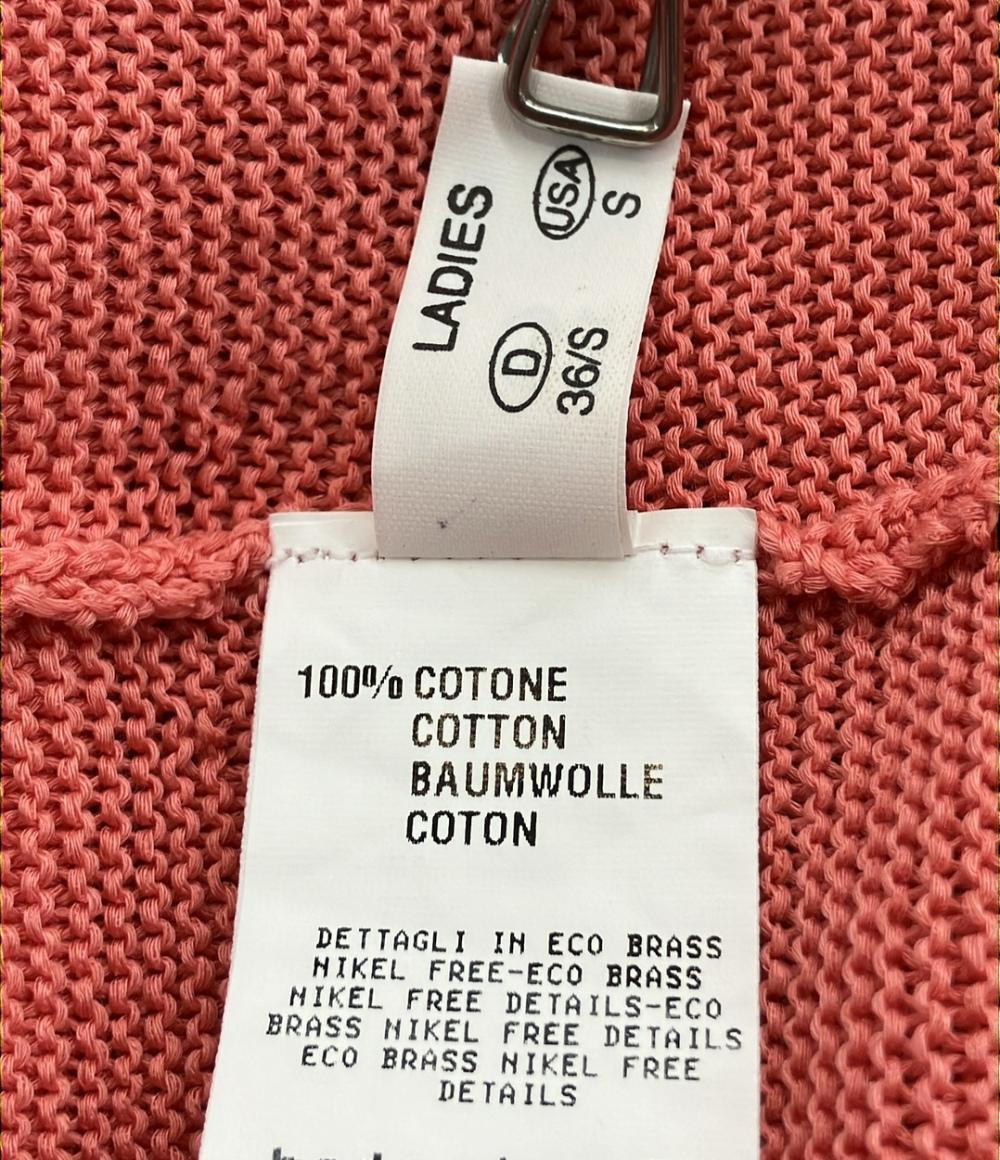 LADIES
D USA
36/S S
100% COTONE
COTTON
BAUMWOLLE
COTON
DETTAGLI IN ECO BRASS
NIKEL FREE-ECO BRASS
NIKEL FREE DETAILS-ECO
BRASS NIKEL FREE DETAILS
ECO BRASS NIKEL FREE
DETAILS